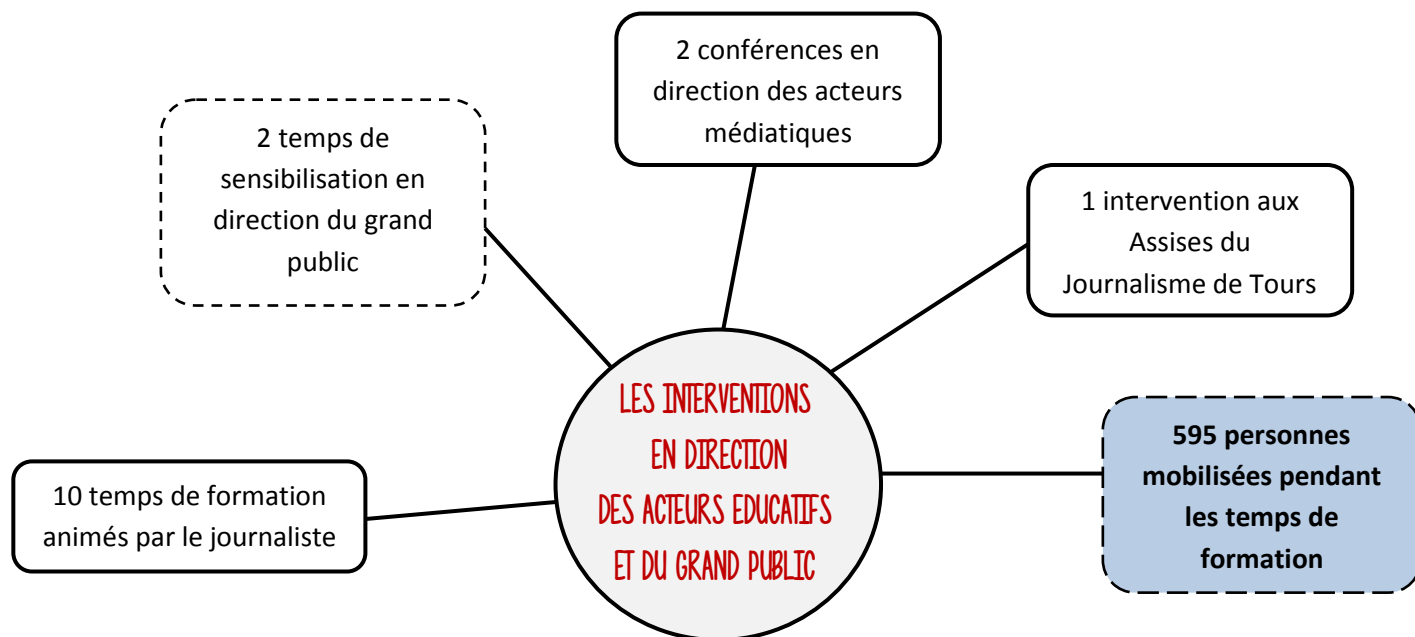 2 conférences en
direction des acteurs
médiatiques
2 temps de
sensibilisation en
direction du grand
public
1 intervention aux
Assises du
Journalisme de Tours
LES INTERVENTIONS
EN DIRECTION
DES ACTEURS EDUCATIFS
ET DU GRAND PUBLIC
595 personnes
mobilisées pendant
les temps de
formation
10 temps de formation
animés par le journaliste